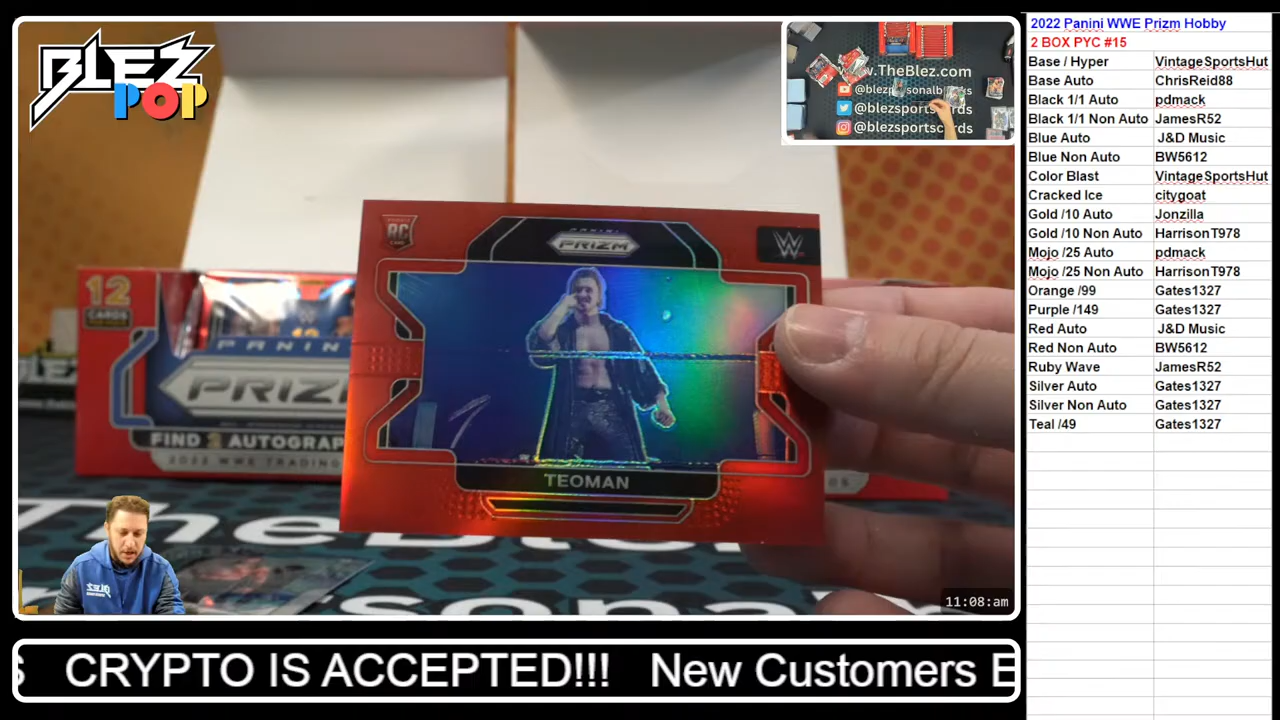 BLEZ
POP
w.TheBlez.com
@blezsportscards
@blezsportscards
RC
PANINI
PRIZM
W
12
CARDS
PANINI
PRIZM
FIND 2 AUTOGRAPH
2022 WWE TRADING
TEOMAN
11:08:am
CRYPTO IS ACCEPTED!!! New Customers E
2022 Panini WWE Prizm Hobby
2 BOX PYC #15
Base / Hyper VintageSportsHut
Base Auto ChrisReid88
Black 1/1 Auto pdmack
Black 1/1 Non Auto JamesR52
Blue Auto J&D Music
Blue Non Auto BW5612
Color Blast VintageSportsHut
Cracked Ice citygoat
Gold /10 Auto Jonzilla
Gold /10 Non Auto HarrisonT978
Mojo /25 Auto pdmack
Mojo /25 Non Auto HarrisonT978
Orange /99 Gates1327
Purple /149 Gates1327
Red Auto J&D Music
Red Non Auto BW5612
Ruby Wave JamesR52
Silver Auto Gates1327
Silver Non Auto Gates1327
Teal /49 Gates1327